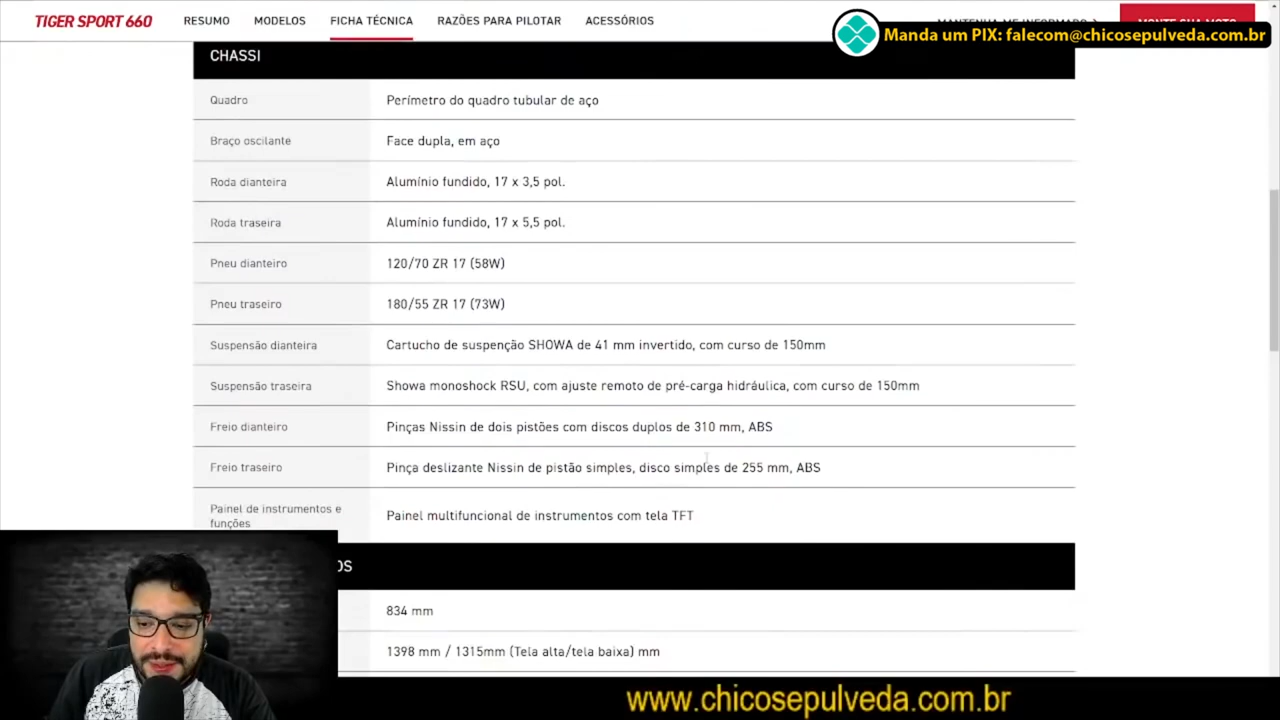 TIGER SPORT 660
RESUMO
MODELOS
FICHA TÉCNICA
RAZÕES PARA PILOTAR
ACESSÓRIOS
MANTENHA-ME INFORMADO
MONTE SUA MOTO
Manda um PIX: falecom@chicosepulveda.com.br
CHASSI
Quadro Perímetro do quadro tubular de aço
Braço oscilante Face dupla, em aço
Roda dianteira Alumínio fundido, 17 x 3,5 pol.
Roda traseira Alumínio fundido, 17 x 5,5 pol.
Pneu dianteiro 120/70 ZR 17 (58W)
Pneu traseiro 180/55 ZR 17 (73W)
Suspensão dianteira Cartucho de suspenção SHOWA de 41 mm invertido, com curso de 150mm
Suspensão traseira Showa monoshock RSU, com ajuste remoto de pré-carga hidráulica, com curso de 150mm
Freio dianteiro Pinças Nissin de dois pistões com discos duplos de 310 mm, ABS
Freio traseiro Pinça deslizante Nissin de pistão simples, disco simples de 255 mm, ABS
Painel de instrumentos e
funções
Painel multifuncional de instrumentos com tela TFT
OS
834 mm
1398 mm / 1315mm (Tela alta/tela baixa) mm
www.chicosepulveda.com.br